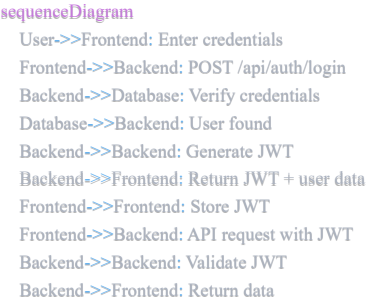 sequenceDiagram
User->>Frontend: Enter credentials
Frontend->>Backend: POST /api/auth/login
Backend->>Database: Verify credentials
Database->>Backend: User found
Backend->>Backend: Generate JWT
Backend->>Frontend: Return JWT + user data
Frontend->>Frontend: Store JWT
Frontend->>Backend: API request with JWT
Backend->>Backend: Validate JWT
Backend->>Frontend: Return data